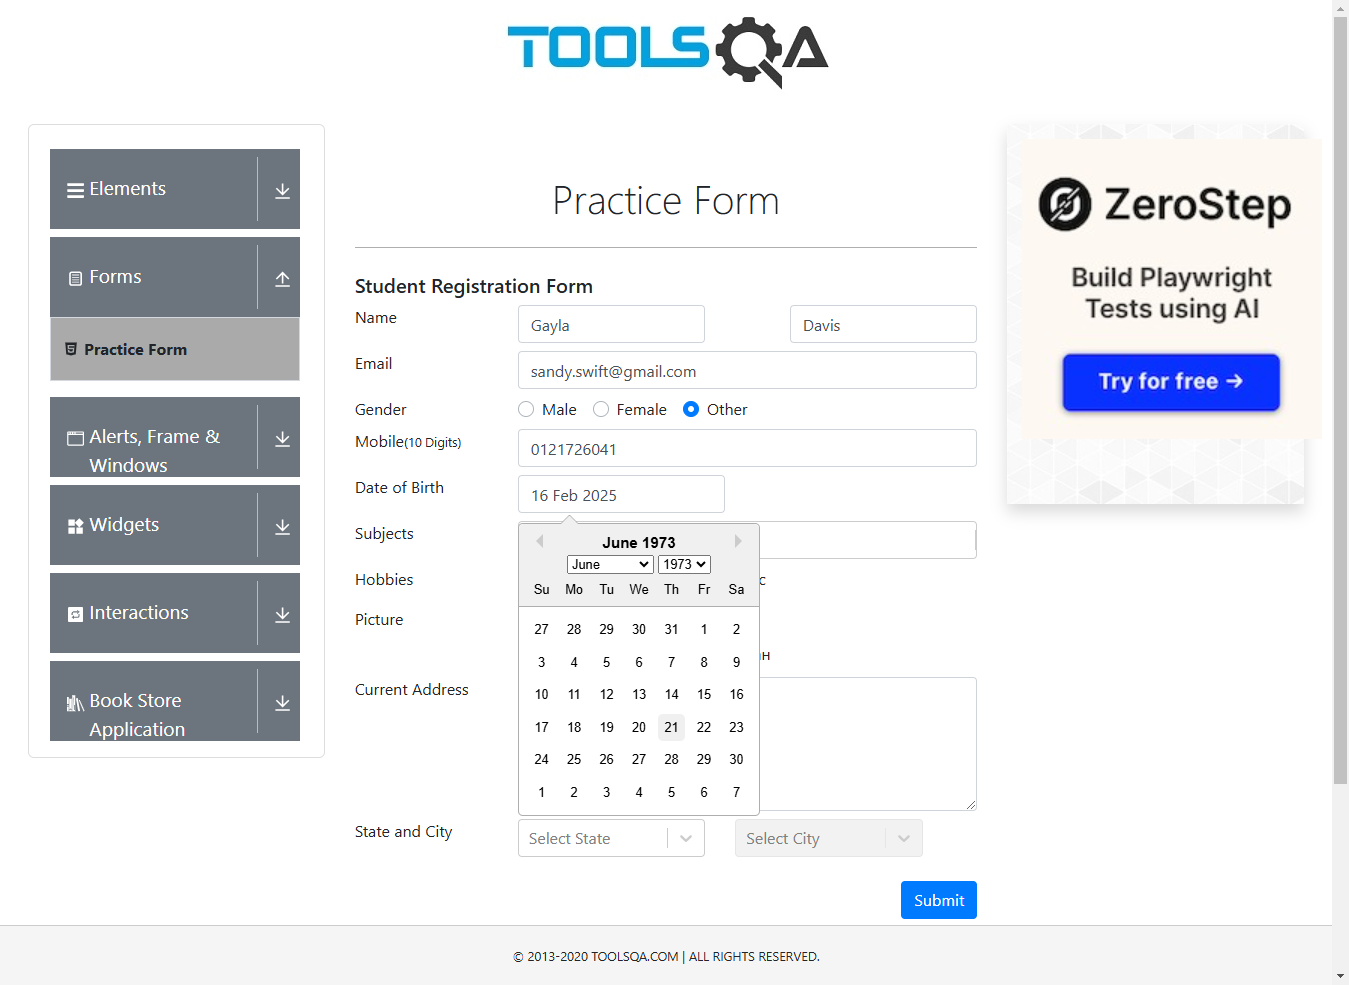 TOOLSQA
Elements
Forms
Practice Form
Alerts, Frame &
Windows
Widgets
Interactions
Book Store
Application
Practice Form
Student Registration Form
Name
Gayla
Davis
Email
sandy.swift@gmail.com
Gender
Male
Female
Other
Mobile(10 Digits)
0121726041
Date of Birth
16 Feb 2025
June 1973
June
1973
Su Mo Tu We Th Fr Sa
27 28 29 30 31 1 2
3 4 5 6 7 8 9
10 11 12 13 14 15 16
17 18 19 20 21 22 23
24 25 26 27 28 29 30
1 2 3 4 5 6 7
Subjects
Hobbies
c
Picture
ан
Current Address
State and City
Select State
Select City
Submit
ZeroStep
Build Playwright
Tests using AI
Try for free →
© 2013-2020 TOOLSQA.COM | ALL RIGHTS RESERVED.